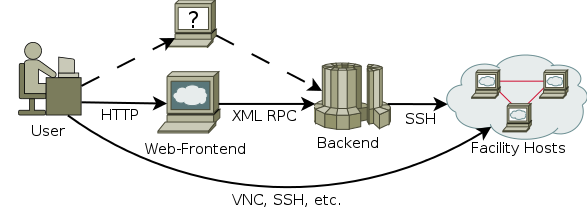 ?
HTTP
XML RPC
SSH
User
Web-Frontend
Backend
Facility Hosts
VNC, SSH, etc.